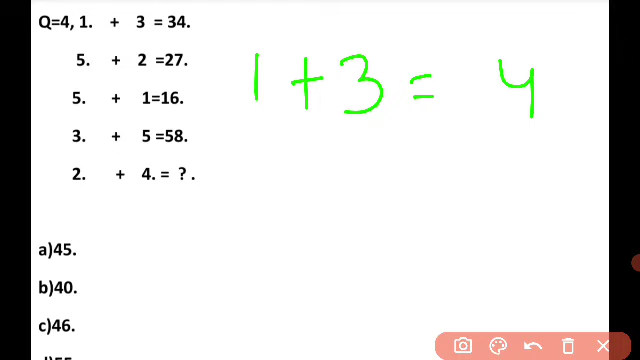 Q=4, 1. + 3 = 34.
5. + 2 =27.
5. + 1=16.
3. + 5 =58.
2. + 4. = ? .
1 + 3 = 4
a)45.
b)40.
c)46.